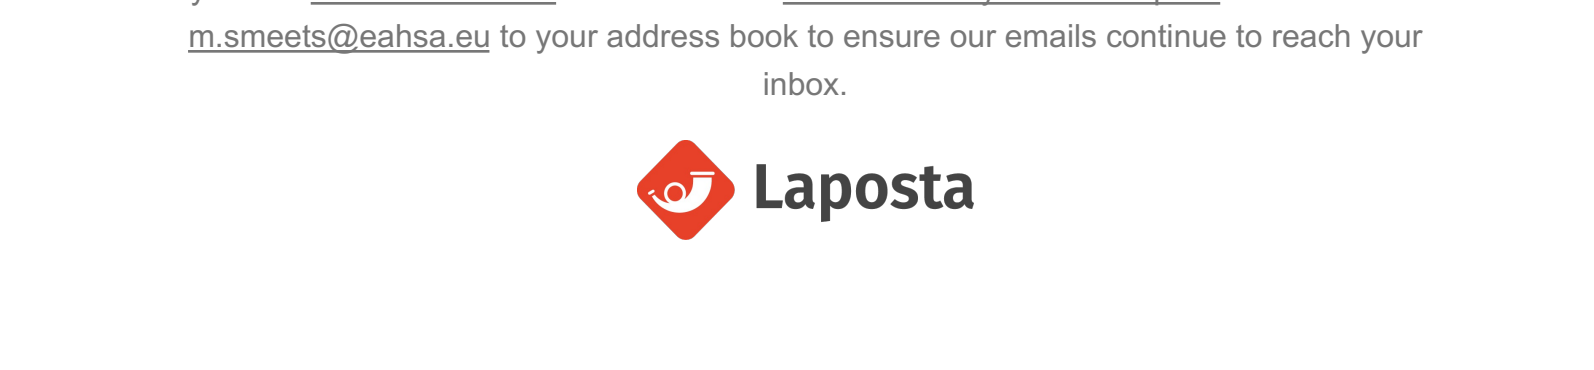 m.smeets@eahsa.eu to your address book to ensure our emails continue to reach your
inbox.
Laposta